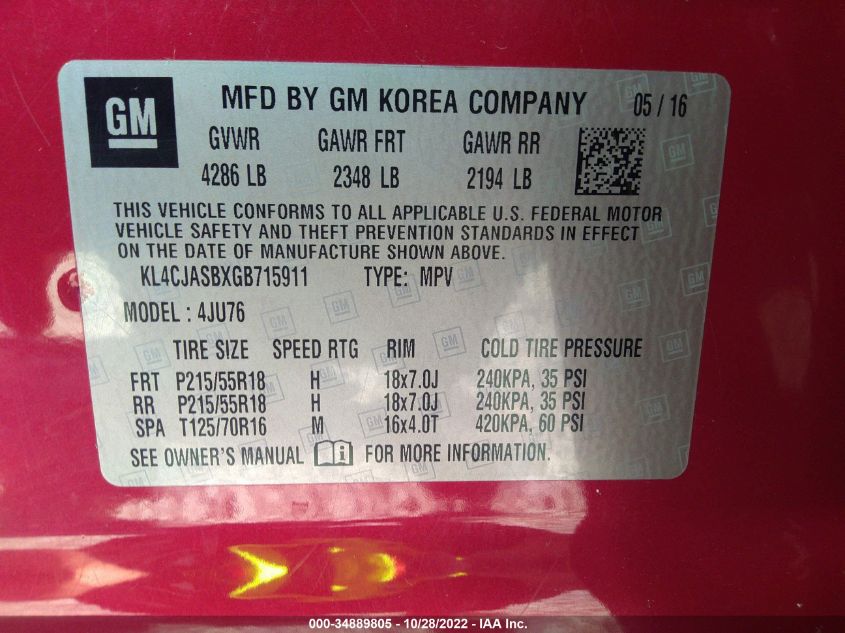 GM
MFD BY GM KOREA COMPANY 05 / 16
GVWR GAWR FRT GAWR RR
4286 LB 2348 LB 2194 LB
THIS VEHICLE CONFORMS TO ALL APPLICABLE U.S. FEDERAL MOTOR
VEHICLE SAFETY AND THEFT PREVENTION STANDARDS IN EFFECT
ON THE DATE OF MANUFACTURE SHOWN ABOVE.
KL4CJASBXGB715911 TYPE: MPV
MODEL : 4JU76
TIRE SIZE SPEED RTG RIM COLD TIRE PRESSURE
FRT P215/55R18 H 18x7.0J 240KPA, 35 PSI
RR P215/55R18 H 18x7.0J 240KPA, 35 PSI
SPA T125/70R16 M 16x4.0T 420KPA, 60 PSI
SEE OWNER'S MANUAL i FOR MORE INFORMATION.
000-34889805 - 10/28/2022 - IAA Inc.